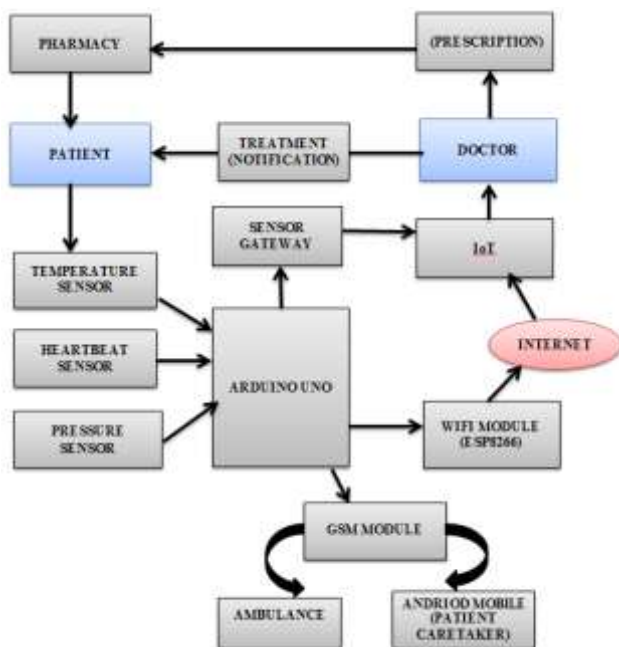 PHARMACY
(PRESCRIPTION)
PATIENT
TREATMENT
(NOTIFICATION)
DOCTOR
SENSOR
GATEWAY
IoT
TEMPERATURE
SENSOR
HEARTBEAT
SENSOR
ARDUINO UNO
INTERNET
PRESSURE
SENSOR
WIFI MODULE
(ESP8266)
GSM MODULE
AMBULANCE
ANDRIOD MOBILE
(PATIENT
CARETAKER)